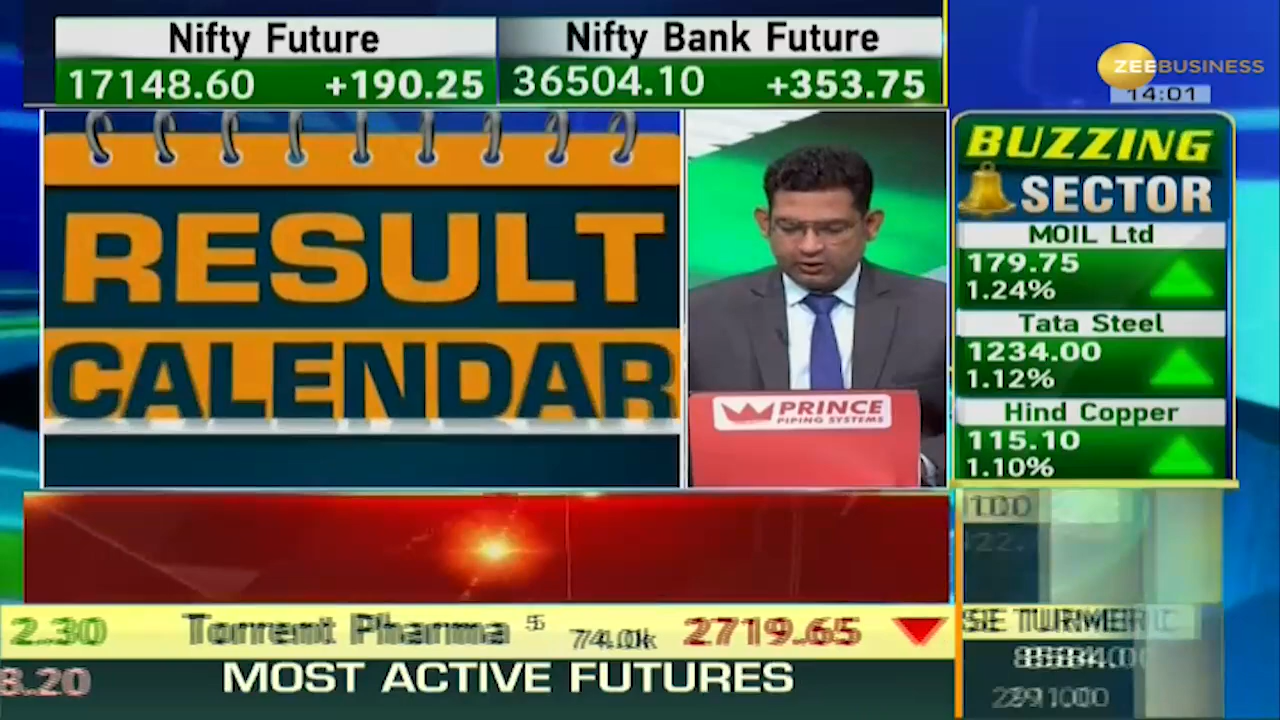 Nifty Future
17148.60 +190.25
Nifty Bank Future
36504.10 +353.75
ZEEBUSINESS
14:01
RESULT
CALENDAR
PRINCE
PIPING SYSTEMS
BUZZING
SECTOR
MOIL Ltd
179.75
1.24%
Tata Steel
1234.00
1.12%
Hind Copper
115.10
1.10%
2.30 Torrent Pharma 2719.65
8.20
MOST ACTIVE FUTURES